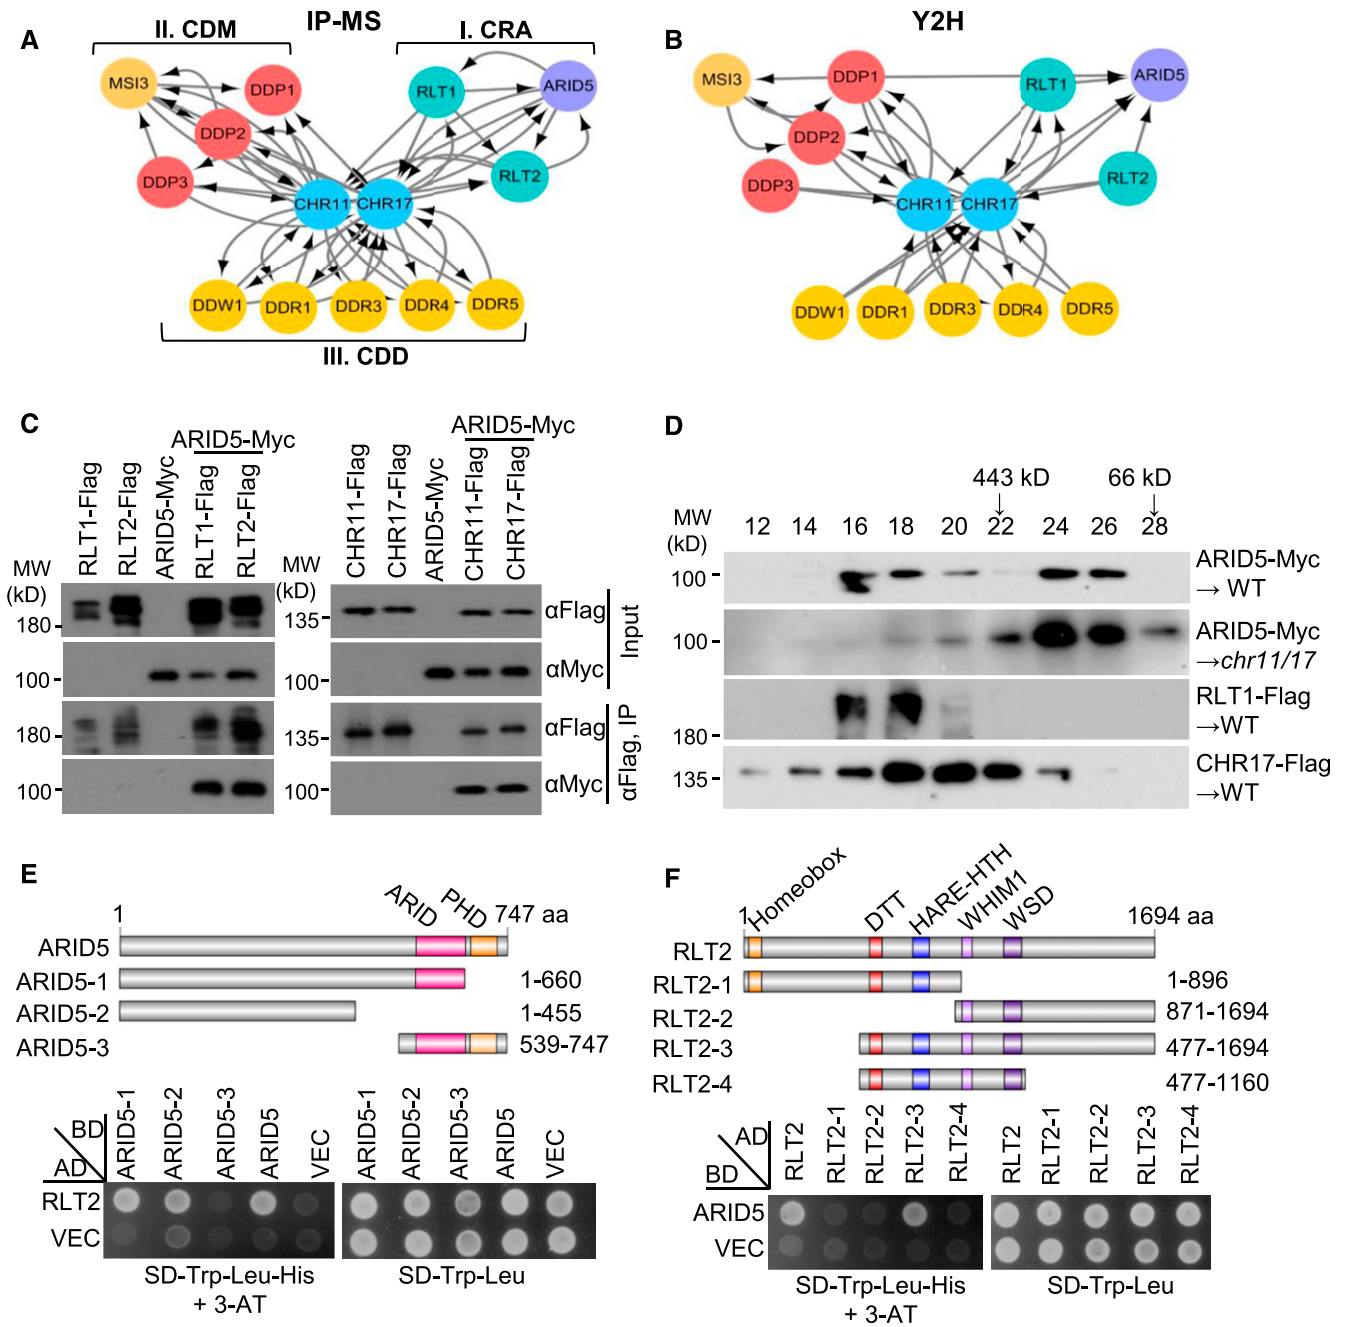 A
IP-MS
II. CDM
I. CRA
MSI3
DDP1
DDP2
DDP3
RLT1
ARID5
RLT2
CHR11
CHR17
DDW1
DDR1
DDR3
DDR4
DDR5
III. CDD
B
Y2H
MSI3
DDP1
RLT1
ARID5
DDP2
DDP3
RLT2
CHR11
CHR17
DDW1
DDR1
DDR3
DDR4
DDR5
C
ARID5-Myc
RLT1-Flag
RLT2-Flag
ARID5-Myc
RLT1-Flag
RLT2-Flag
MW
(kD)
180
100
180
100
ARID5-Myc
CHR11-Flag
CHR17-Flag
ARID5-Myc
CHR11-Flag
CHR17-Flag
MW
(kD)
135
100
135
100
αFlag
αMyc
αFlag
αMyc
Input
αFlag, IP
D
443 kD
66 kD
MW
(kD)
12 14 16 18 20 22 24 26 28
100
ARID5-Myc
→ WT
100
ARID5-Myc
→chr11/17
180
RLT1-Flag
→WT
135
CHR17-Flag
→WT
E
ARID
PHD
1
747 aa
ARID5
ARID5-1
1-660
ARID5-2
1-455
ARID5-3
539-747
BD
AD
ARID5-1
ARID5-2
ARID5-3
ARID5
VEC
ARID5-1
ARID5-2
ARID5-3
ARID5
VEC
RLT2
VEC
SD-Trp-Leu-His
+ 3-AT
SD-Trp-Leu
F
Homeobox
DTT
HARE-HTH
WHIM1
WSD
1
1694 aa
RLT2
RLT2-1
1-896
RLT2-2
871-1694
RLT2-3
477-1694
RLT2-4
477-1160
AD
BD
RLT2
RLT2-1
RLT2-2
RLT2-3
RLT2-4
RLT2
RLT2-1
RLT2-2
RLT2-3
RLT2-4
ARID5
VEC
SD-Trp-Leu-His
+ 3-AT
SD-Trp-Leu